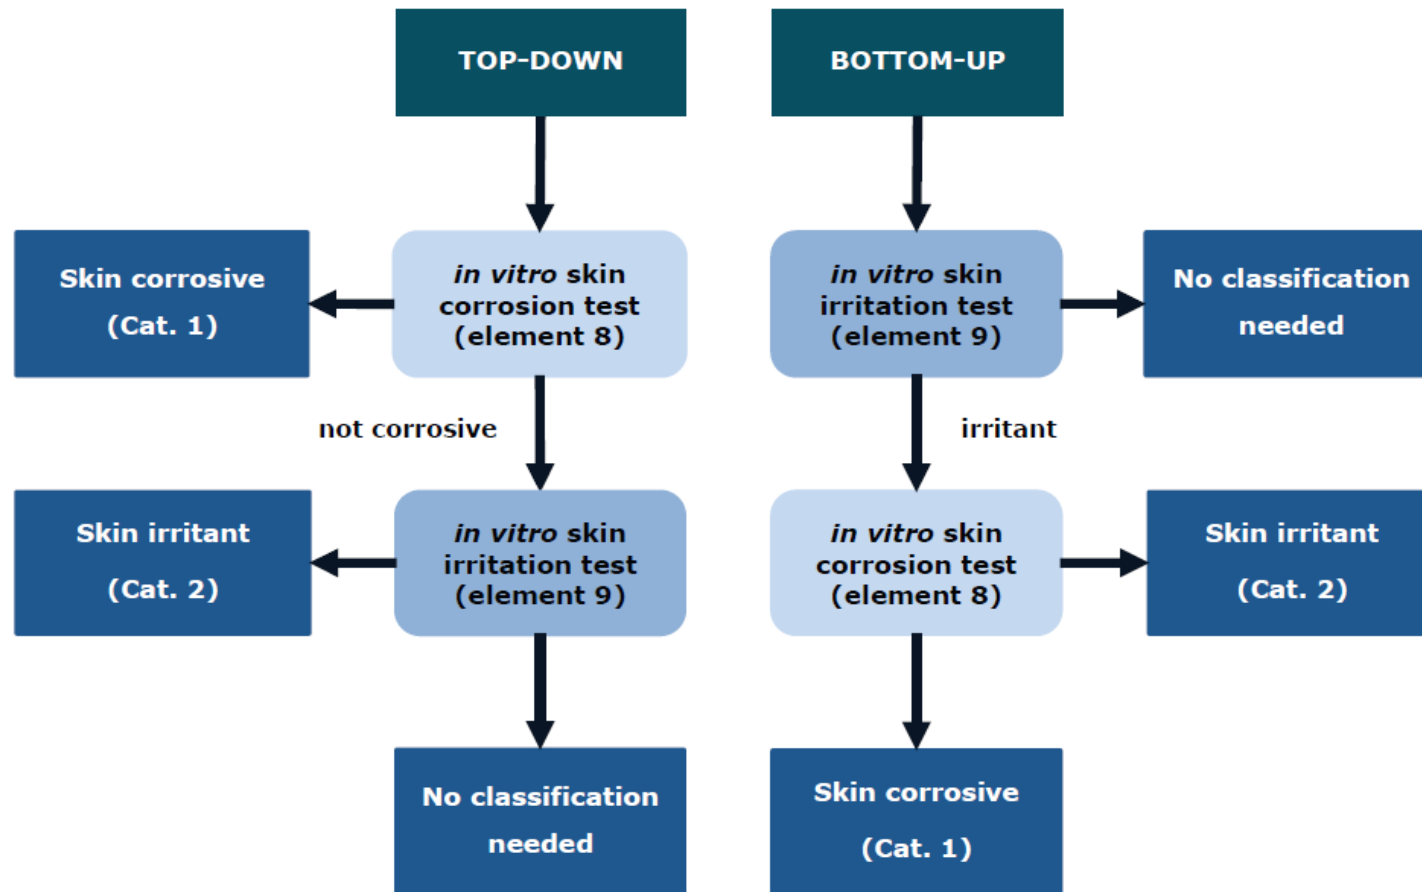 TOP–DOWN
BOTTOM–UP
Skin corrosive
(Cat. 1)
in vitro skin
corrosion test
(element 8)
in vitro skin
irritation test
(element 9)
No classification
needed
not corrosive
irritant
Skin irritant
(Cat. 2)
in vitro skin
irritation test
(element 9)
in vitro skin
corrosion test
(element 8)
Skin irritant
(Cat. 2)
No classification
needed
Skin corrosive
(Cat. 1)